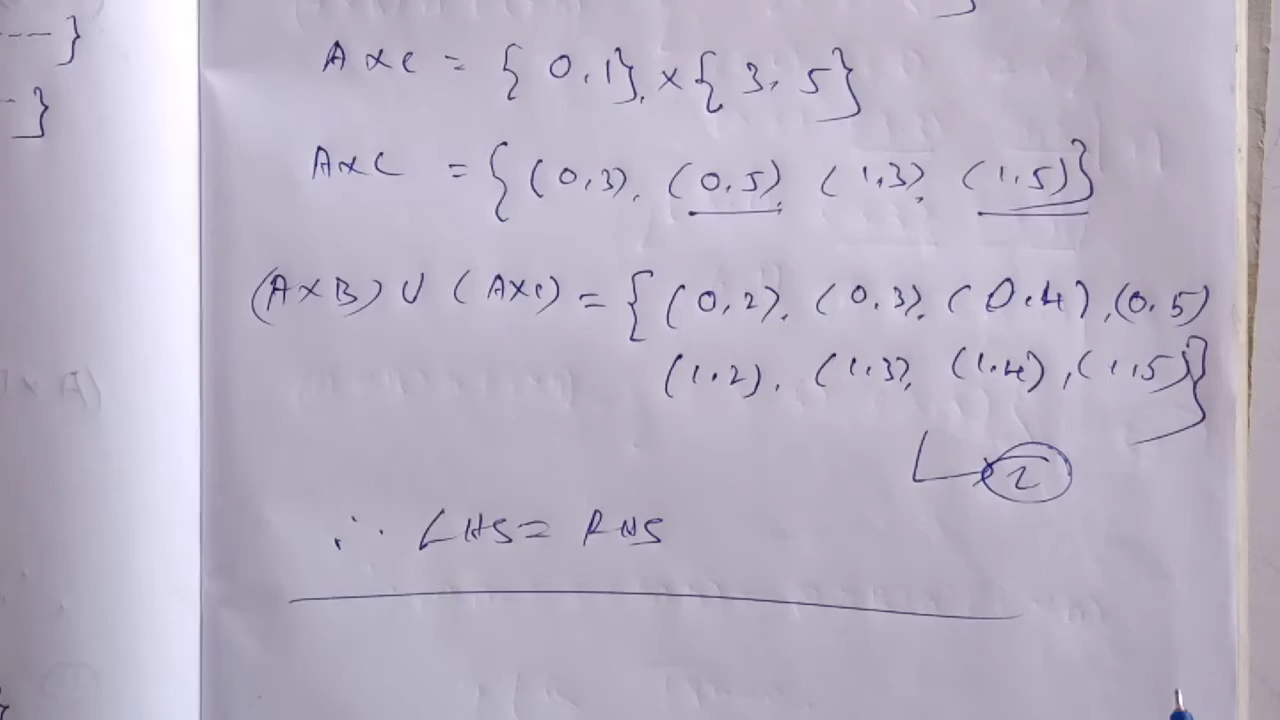 --- }
- }
A × C = { 0, 1 }, × { 3, 5 }
A × C = { (0, 3), (0, 5), (1, 3), (1, 5) }
(A × B) ∪ (A × C) = { (0, 2), (0, 3), (0, 4), (0, 5)
(1, 2), (1, 3), (1, 4), (1, 5) }
2
∴ LHS = RHS
× A)